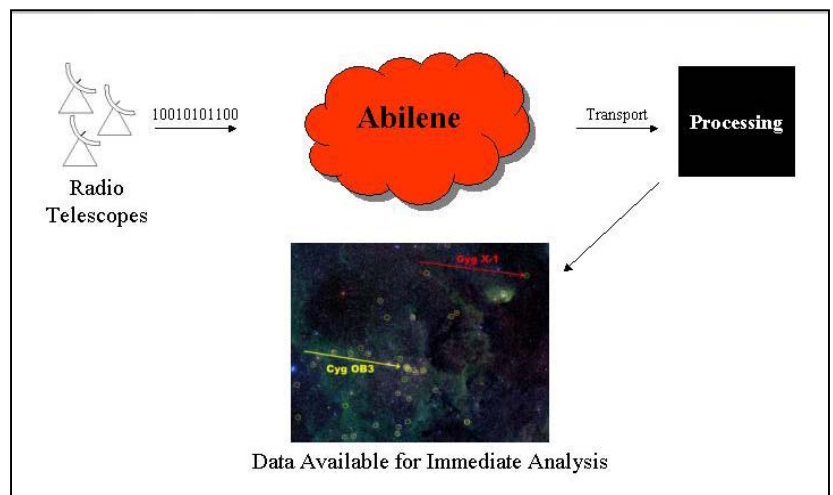 10010101100
Abilene
Transport
Processing
Radio
Telescopes
Cyg X-1
Cyg OB3
Data Available for Immediate Analysis